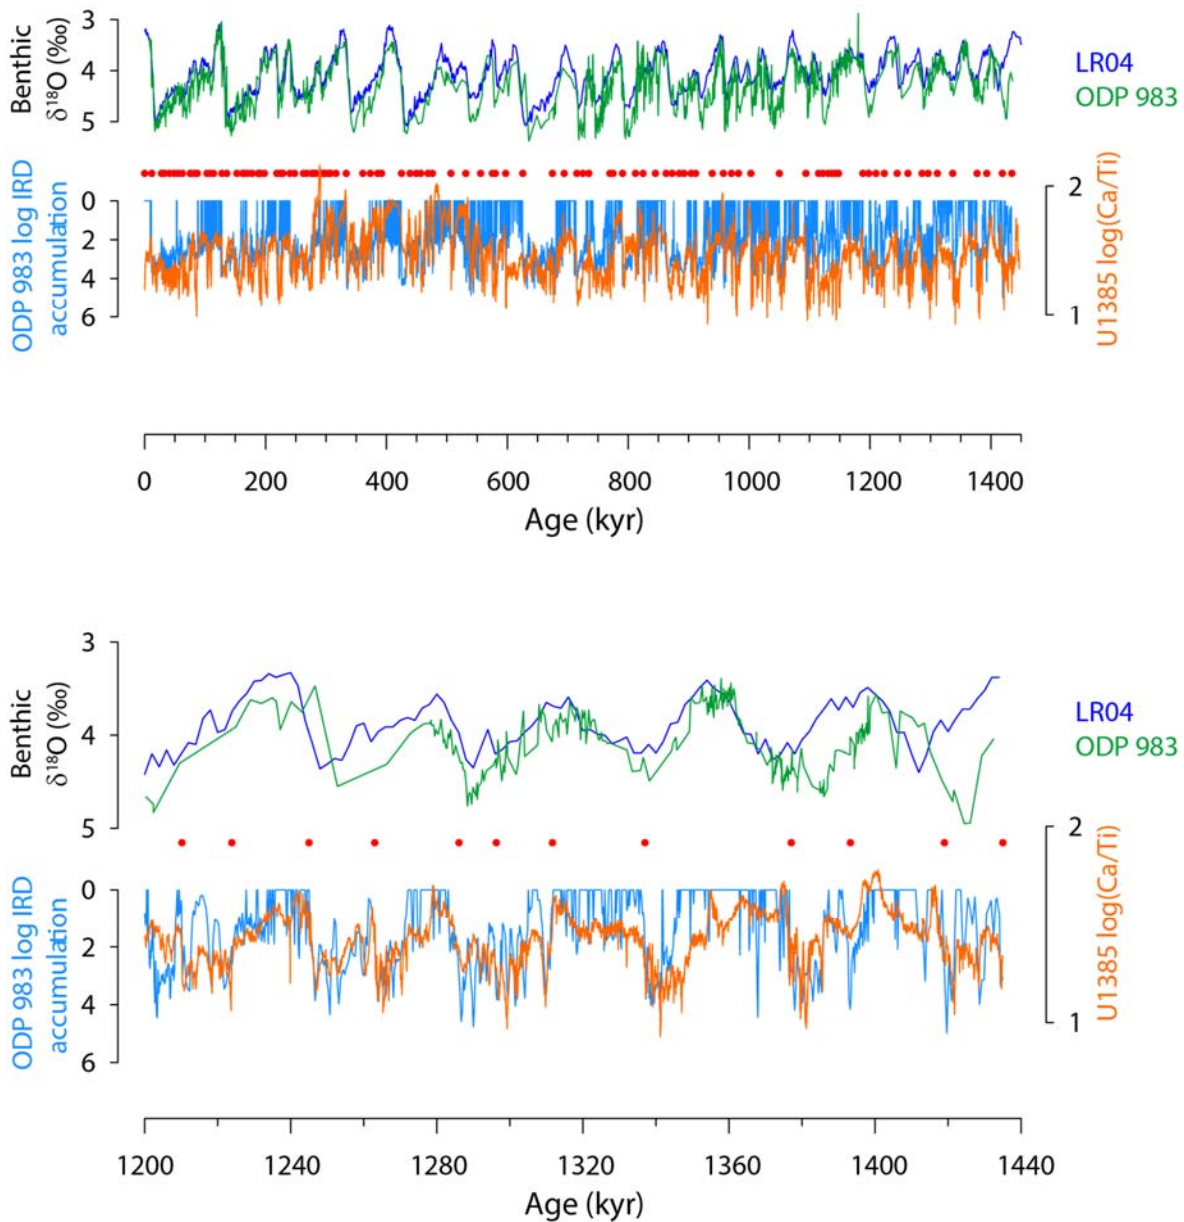 Benthic
δ¹⁸O (‰)
3
4
5
LR04
ODP 983
ODP 983 log IRD
accumulation
0
2
4
6
2
1
U1385 log(Ca/Ti)
0 200 400 600 800 1000 1200 1400
Age (kyr)
Benthic
δ¹⁸O (‰)
3
4
5
LR04
ODP 983
ODP 983 log IRD
accumulation
0
2
4
6
2
1
U1385 log(Ca/Ti)
1200 1240 1280 1320 1360 1400 1440
Age (kyr)